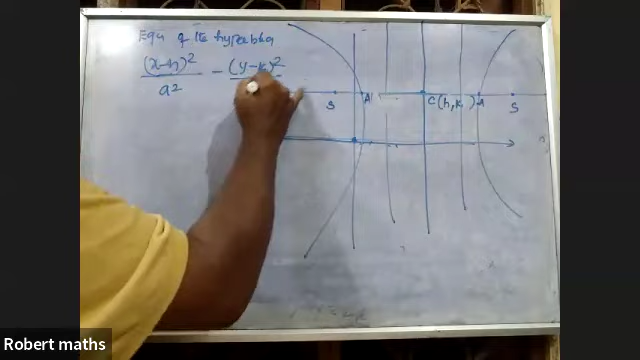 Equ of the hyperbola
(x-h)² - (y-k)²
a²
S A' C(h,k) A S
Robert maths